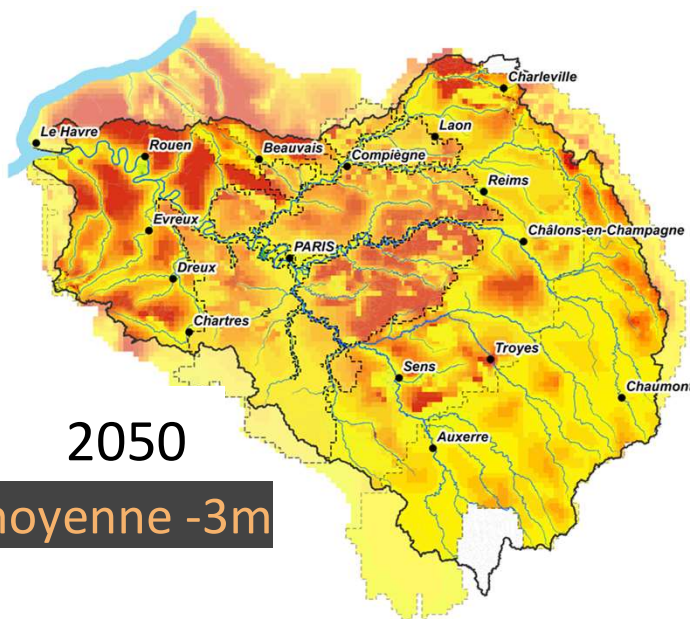 Charleville
Le Havre
Rouen
Beauvais
Laon
Compiègne
Reims
Evreux
PARIS
Châlons-en-Champagne
Dreux
Chartres
Troyes
Sens
Chaumont
Auxerre
2050
moyenne -3m